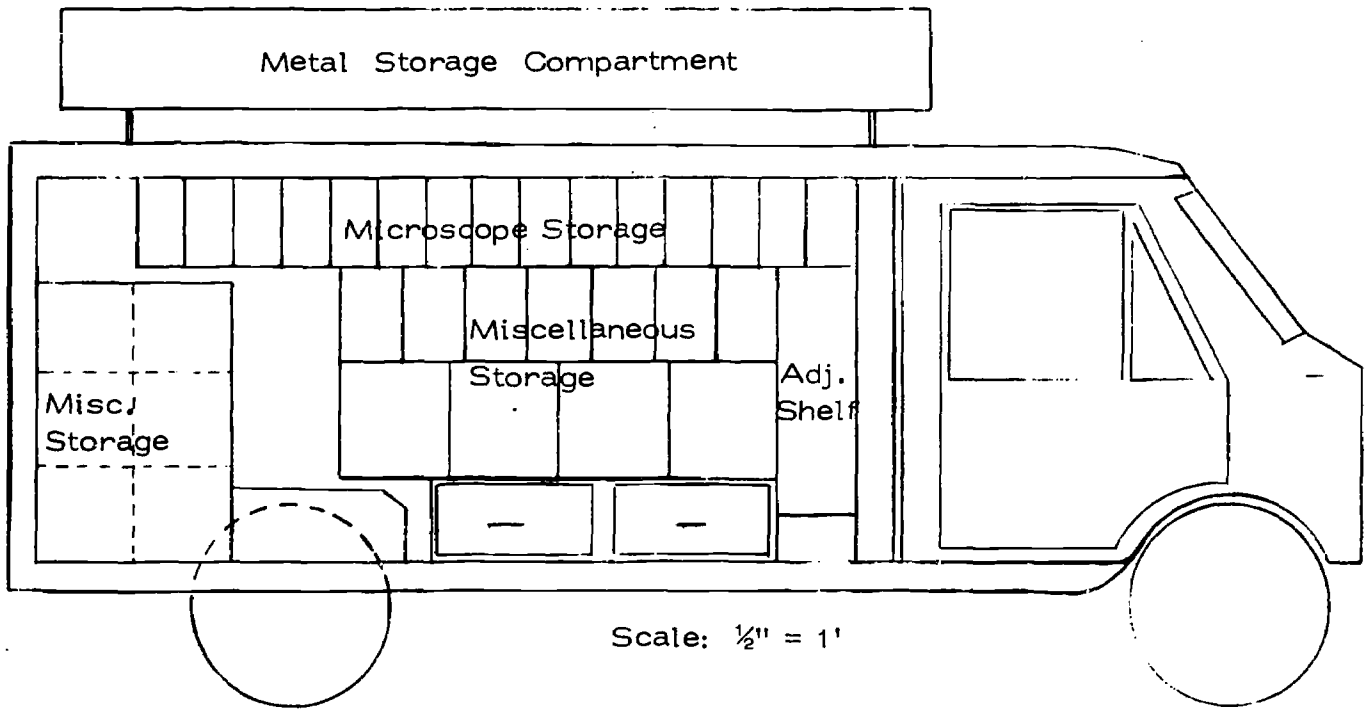 Metal Storage Compartment
Microscope Storage
Miscellaneous
Storage
Adj.
Shelf
Misc.
Storage
Scale: ½" = 1'